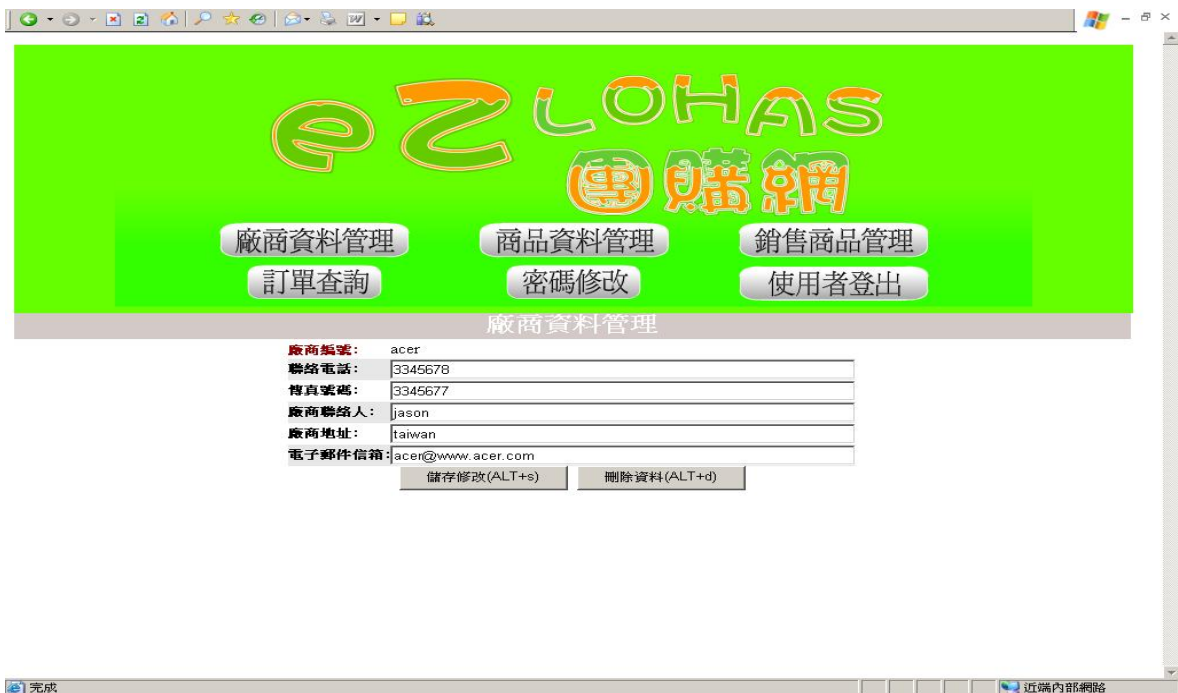 eZ LOHAS
團購網
廠商資料管理 商品資料管理 銷售商品管理
訂單查詢 密碼修改 使用者登出
廠商資料管理
廠商編號: acer
聯絡電話: 3345678
傳真號碼: 3345677
廠商聯絡人: jason
廠商地址: taiwan
電子郵件信箱: acer@www.acer.com
儲存修改(ALT+s) 刪除資料(ALT+d)
完成 近端內部網路